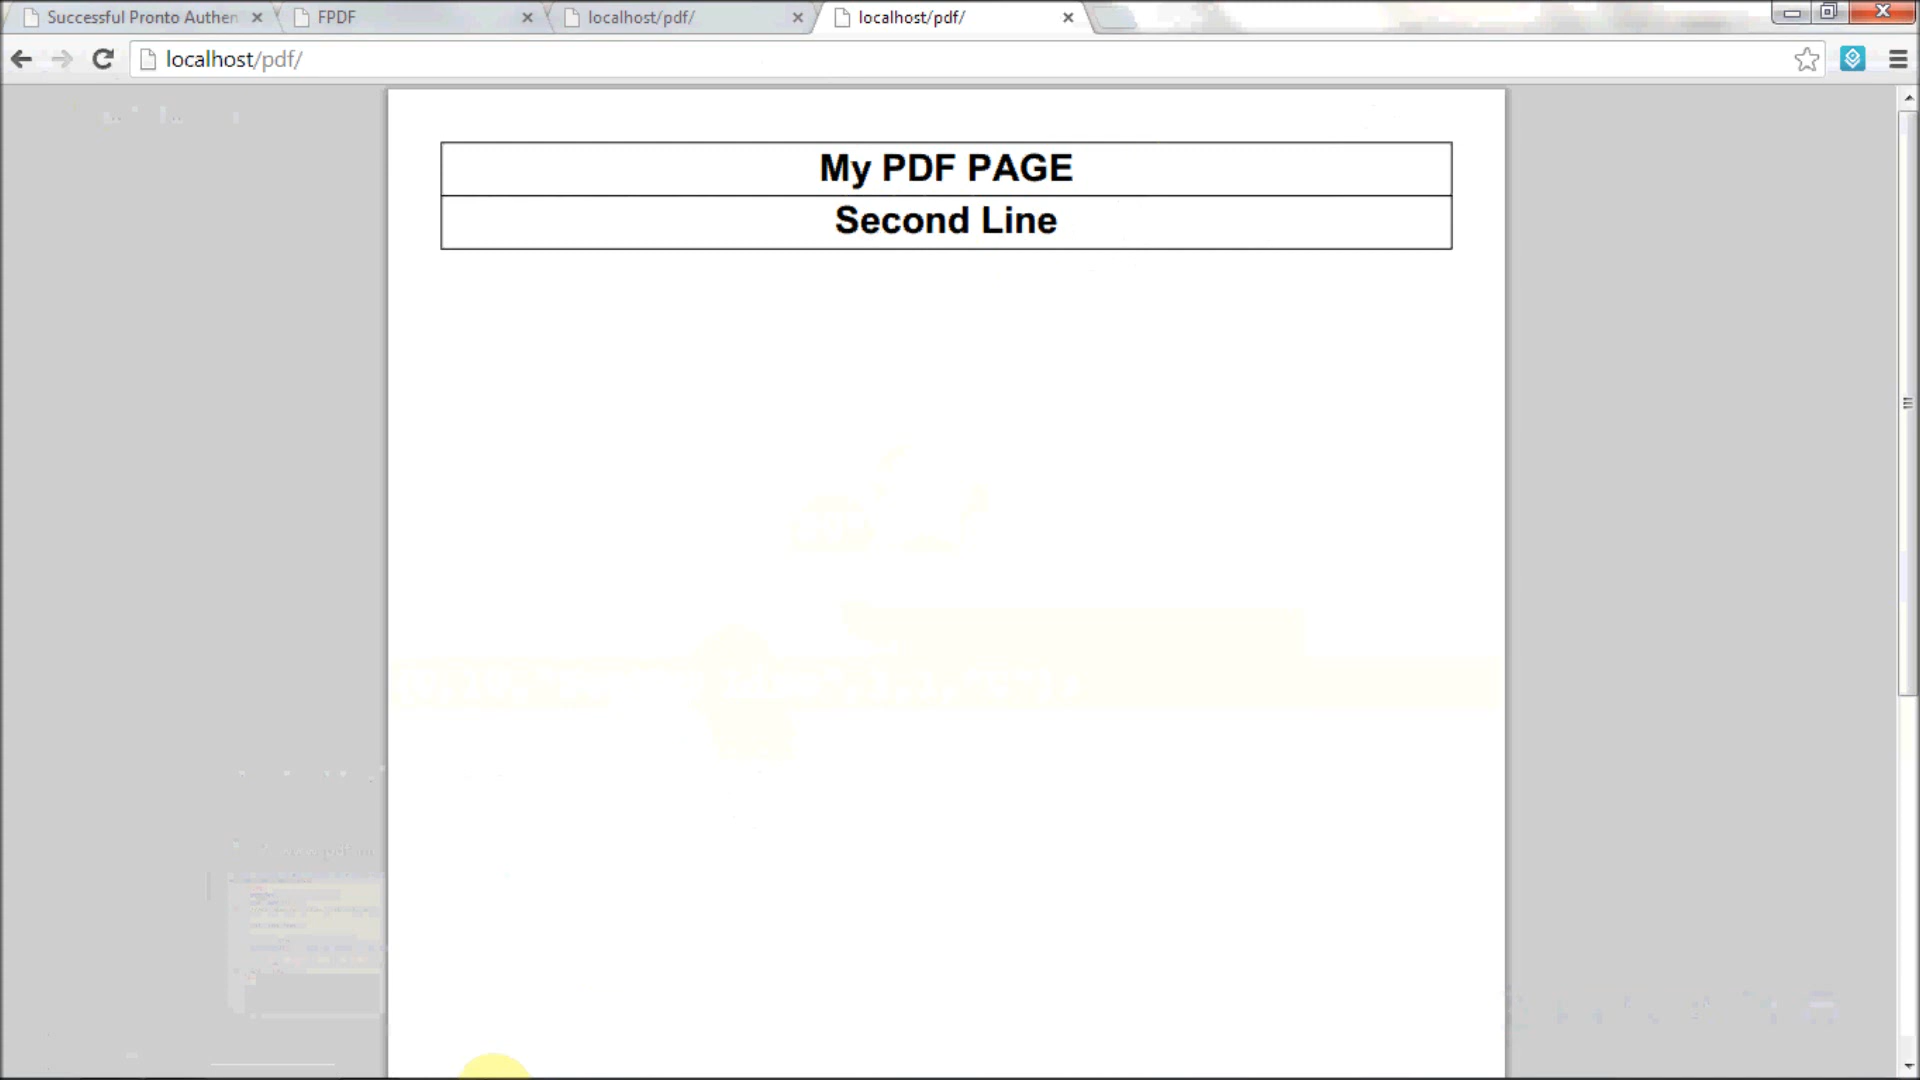 Successful Pronto Authen
FPDF
localhost/pdf/
localhost/pdf/
localhost/pdf/
My PDF PAGE
Second Line